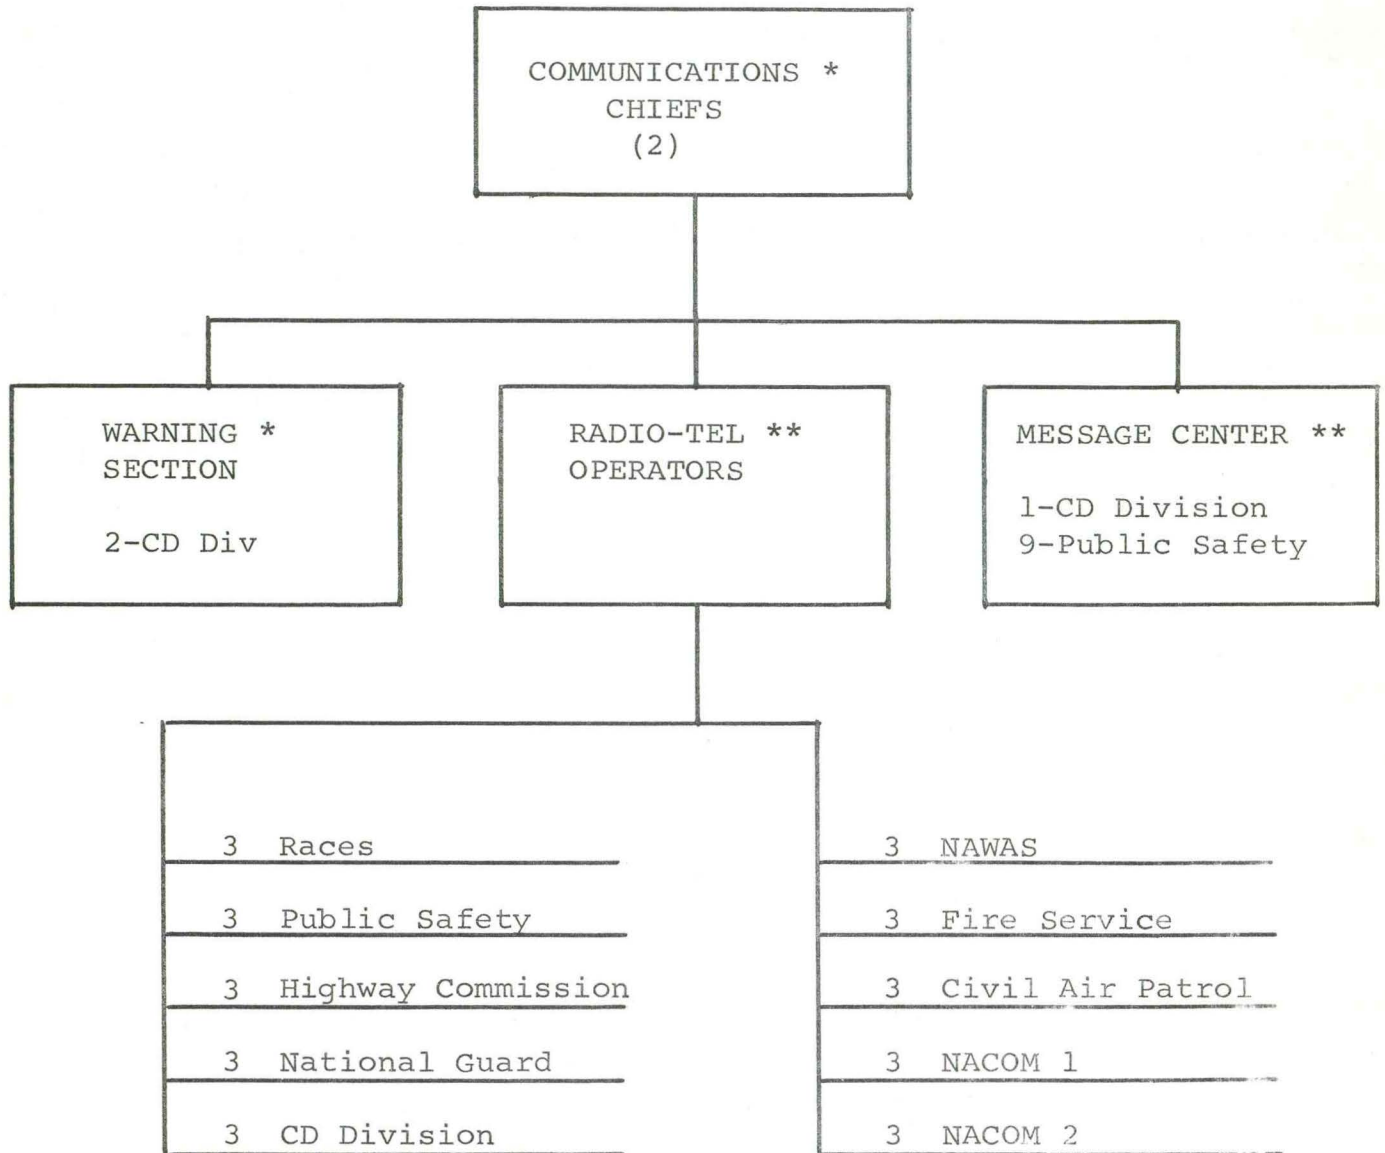 COMMUNICATIONS *
CHIEFS
(2)
WARNING *
SECTION
2-CD Div
RADIO-TEL **
OPERATORS
MESSAGE CENTER **
1-CD Division
9-Public Safety
3 Races
3 Public Safety
3 Highway Commission
3 National Guard
3 CD Division
3 NAWAS
3 Fire Service
3 Civil Air Patrol
3 NACOM 1
3 NACOM 2